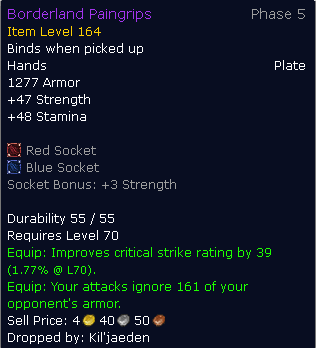 Borderland Paingrips Phase 5
Item Level 164
Binds when picked up
Hands Plate
1277 Armor
+47 Strength
+48 Stamina
Red Socket
Blue Socket
Socket Bonus: +3 Strength
Durability 55 / 55
Requires Level 70
Equip: Improves critical strike rating by 39
(1.77% @ L70).
Equip: Your attacks ignore 161 of your
opponent's armor.
Sell Price: 4 40 50
Dropped by: Kil'jaeden